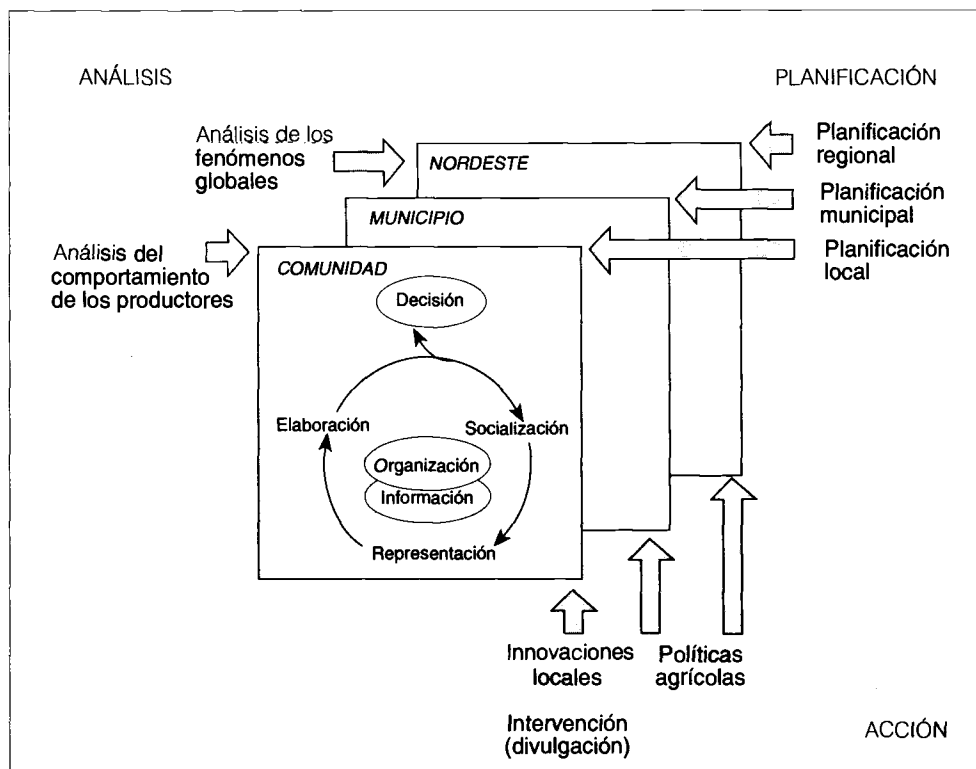 ANÁLISIS
PLANIFICACIÓN
Análisis de los
fenómenos
globales
Planificación
regional
NORDESTE
Planificación
municipal
MUNICIPIO
Análisis del
comportamiento
de los productores
Planificación
local
COMUNIDAD
Decisión
Elaboración
Socialización
Organización
Información
Representación
Innovaciones
locales
Políticas
agrícolas
Intervención
(divulgación)
ACCIÓN